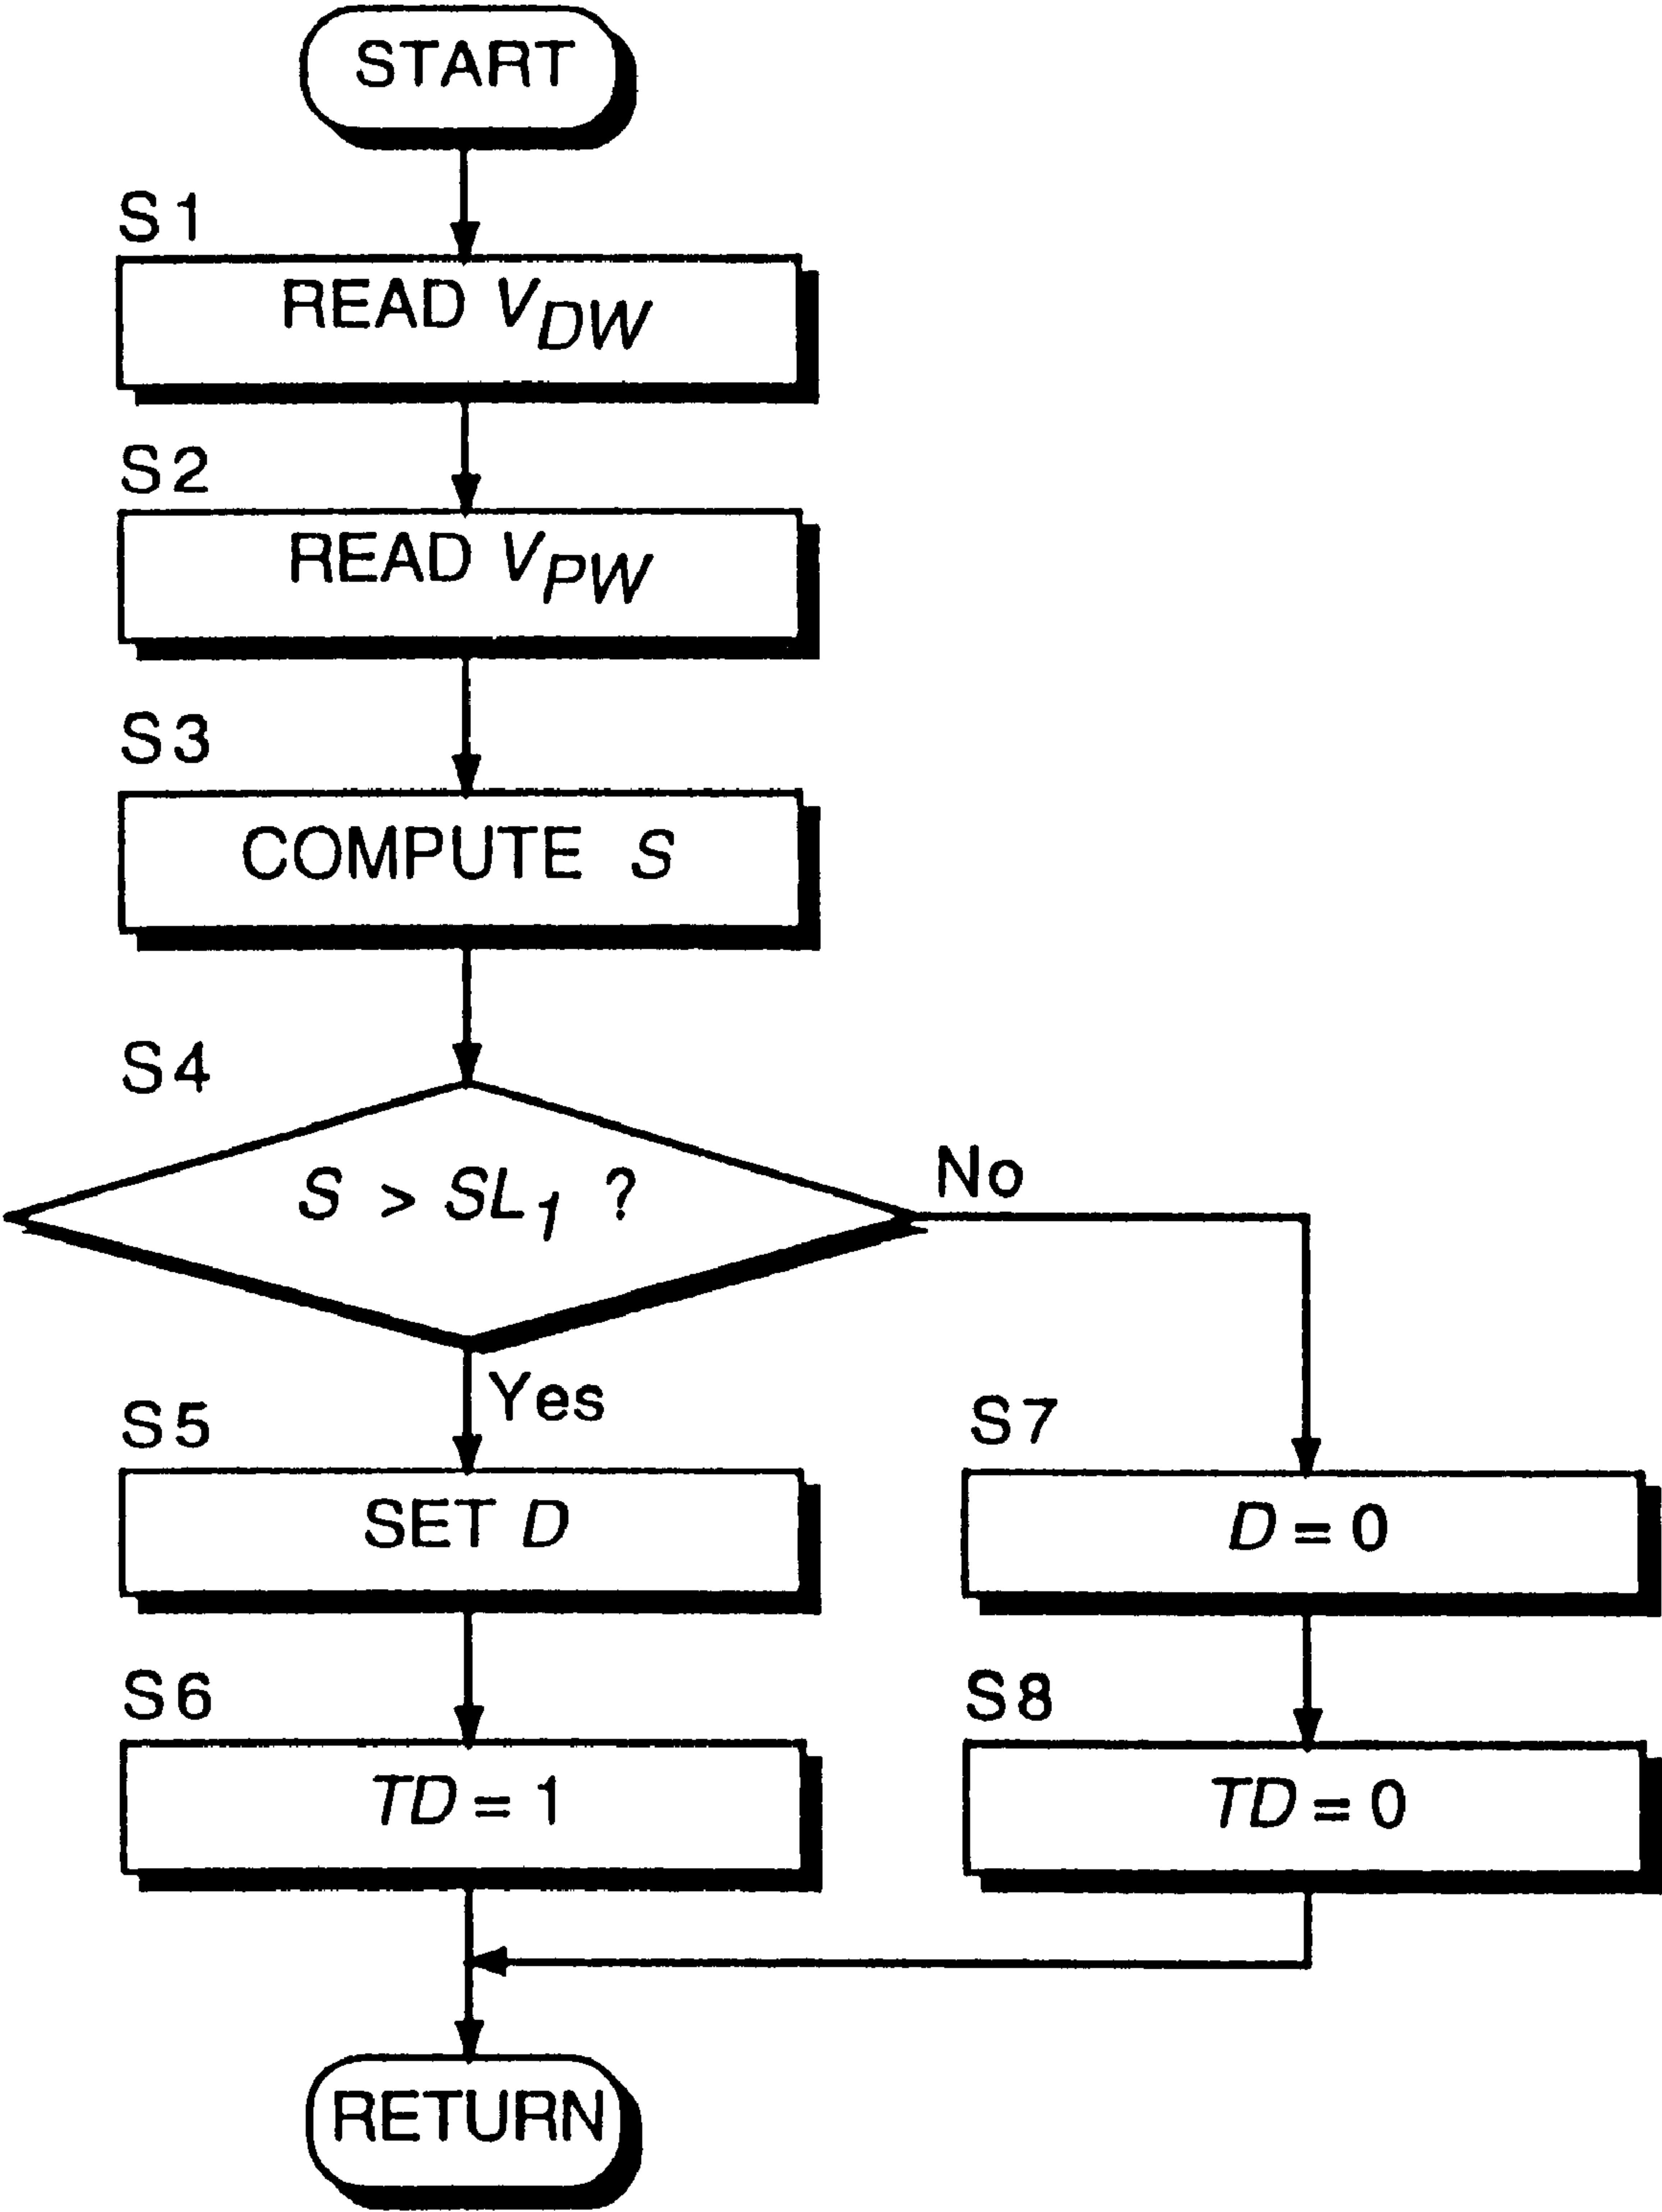 START
S1
READ V_DW
S2
READ V_PW
S3
COMPUTE S
S4
S > SL_1 ?
No
Yes
S5
SET D
S7
D = 0
S6
TD = 1
S8
TD = 0
RETURN